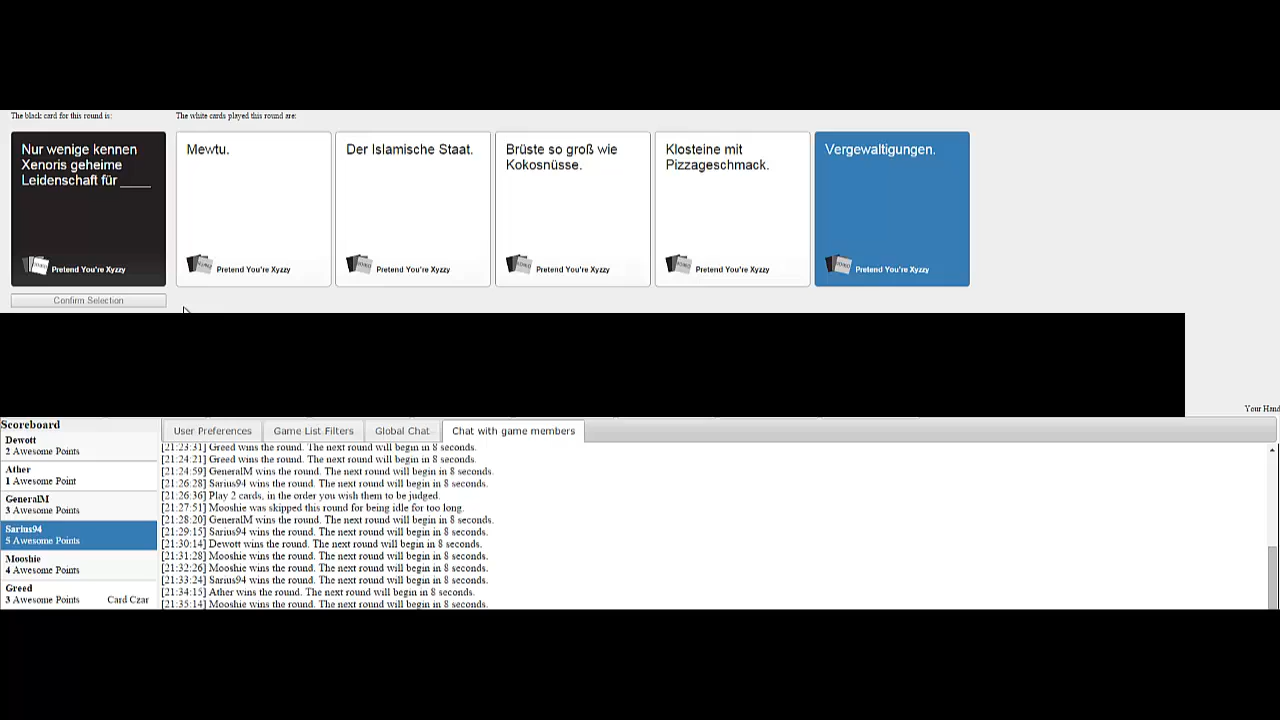 The black card for this round is:
The white cards played this round are:
Nur wenige kennen
Xenoris geheime
Leidenschaft für ____
Pretend You're Xyzzy
Mewtu.
Pretend You're Xyzzy
Der Islamische Staat.
Pretend You're Xyzzy
Brüste so groß wie
Kokosnüsse.
Pretend You're Xyzzy
Klosteine mit
Pizzageschmack.
Pretend You're Xyzzy
Vergewaltigungen.
Pretend You're Xyzzy
Confirm Selection
Your Hand
Scoreboard
Dewott
2 Awesome Points
Ather
1 Awesome Point
GeneralM
3 Awesome Points
Sarius94
5 Awesome Points
Mooshie
4 Awesome Points
Greed
3 Awesome Points Card Czar
User Preferences
Game List Filters
Global Chat
Chat with game members
[21:23:31] Greed wins the round. The next round will begin in 8 seconds.
[21:24:21] Greed wins the round. The next round will begin in 8 seconds.
[21:24:59] GeneralM wins the round. The next round will begin in 8 seconds.
[21:26:28] Sarius94 wins the round. The next round will begin in 8 seconds.
[21:26:36] Play 2 cards, in the order you wish them to be judged.
[21:27:51] Mooshie was skipped this round for being idle for too long.
[21:28:20] GeneralM wins the round. The next round will begin in 8 seconds.
[21:29:15] Sarius94 wins the round. The next round will begin in 8 seconds.
[21:30:14] Dewott wins the round. The next round will begin in 8 seconds.
[21:31:28] Mooshie wins the round. The next round will begin in 8 seconds.
[21:32:26] Mooshie wins the round. The next round will begin in 8 seconds.
[21:33:24] Sarius94 wins the round. The next round will begin in 8 seconds.
[21:34:15] Ather wins the round. The next round will begin in 8 seconds.
[21:35:14] Mooshie wins the round. The next round will begin in 8 seconds.